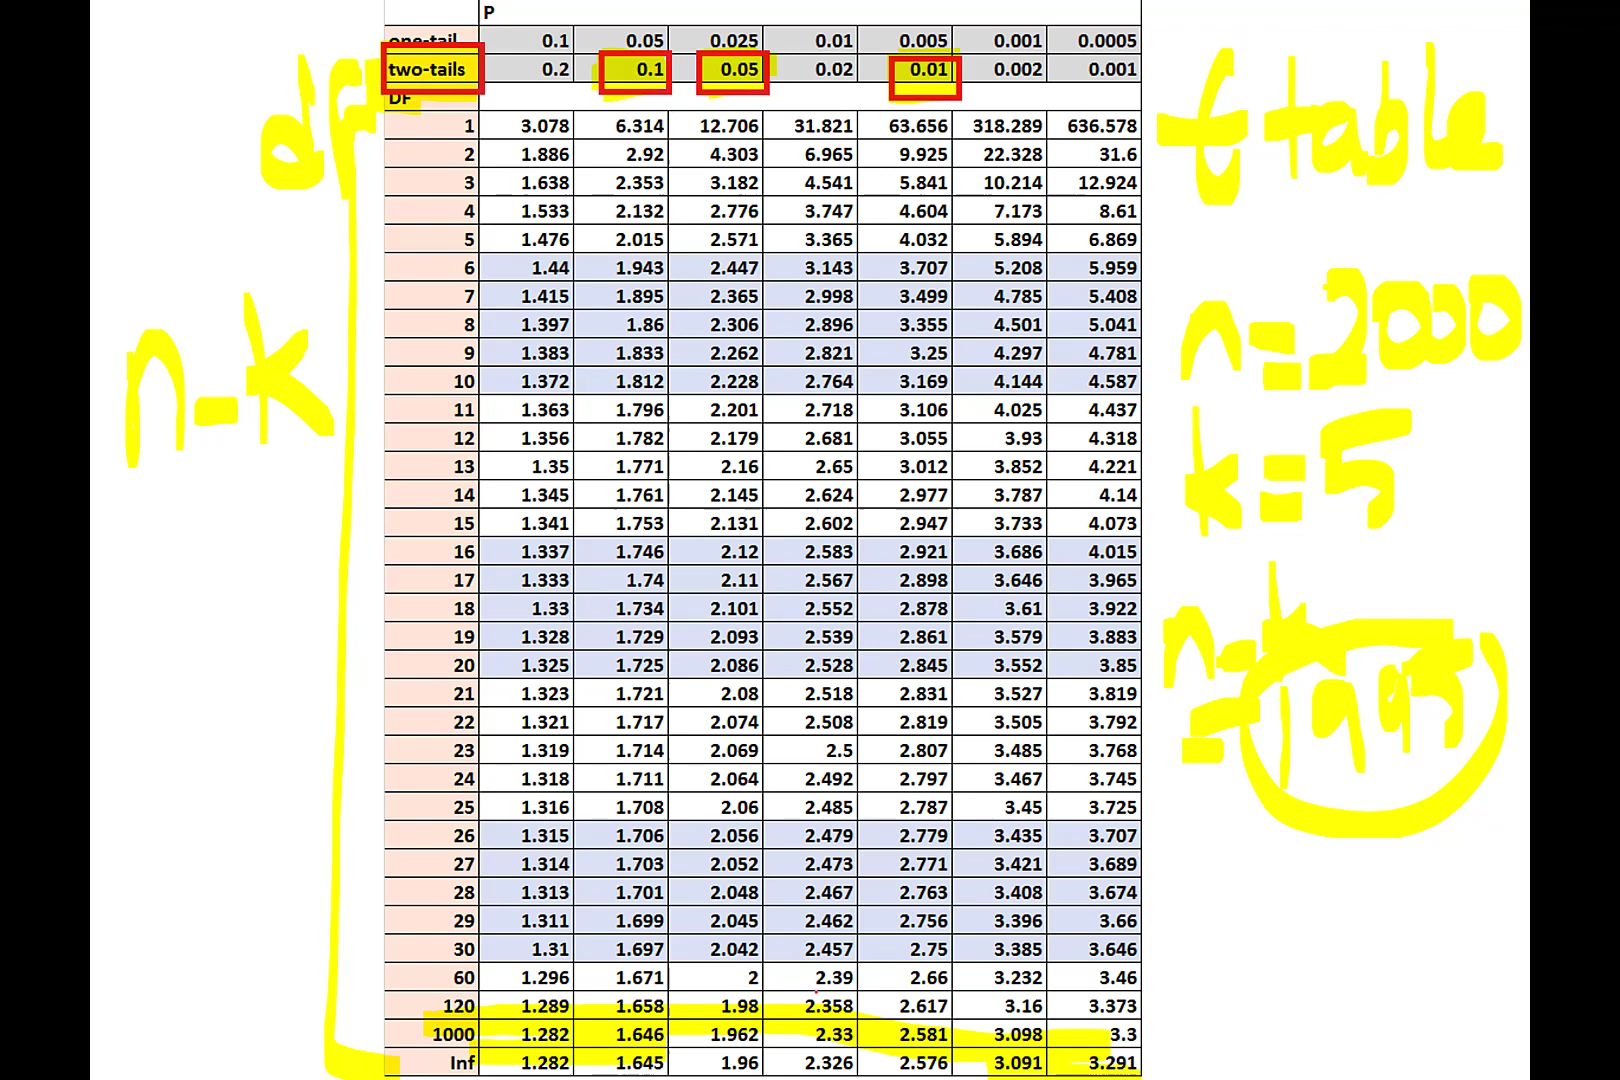 P
one-tail 0.1 0.05 0.025 0.01 0.005 0.001 0.0005
two-tails 0.2 0.1 0.05 0.02 0.01 0.002 0.001
DF
1 3.078 6.314 12.706 31.821 63.656 318.289 636.578
2 1.886 2.92 4.303 6.965 9.925 22.328 31.6
3 1.638 2.353 3.182 4.541 5.841 10.214 12.924
4 1.533 2.132 2.776 3.747 4.604 7.173 8.61
5 1.476 2.015 2.571 3.365 4.032 5.894 6.869
6 1.44 1.943 2.447 3.143 3.707 5.208 5.959
7 1.415 1.895 2.365 2.998 3.499 4.785 5.408
8 1.397 1.86 2.306 2.896 3.355 4.501 5.041
9 1.383 1.833 2.262 2.821 3.25 4.297 4.781
10 1.372 1.812 2.228 2.764 3.169 4.144 4.587
11 1.363 1.796 2.201 2.718 3.106 4.025 4.437
12 1.356 1.782 2.179 2.681 3.055 3.93 4.318
13 1.35 1.771 2.16 2.65 3.012 3.852 4.221
14 1.345 1.761 2.145 2.624 2.977 3.787 4.14
15 1.341 1.753 2.131 2.602 2.947 3.733 4.073
16 1.337 1.746 2.12 2.583 2.921 3.686 4.015
17 1.333 1.74 2.11 2.567 2.898 3.646 3.965
18 1.33 1.734 2.101 2.552 2.878 3.61 3.922
19 1.328 1.729 2.093 2.539 2.861 3.579 3.883
20 1.325 1.725 2.086 2.528 2.845 3.552 3.85
21 1.323 1.721 2.08 2.518 2.831 3.527 3.819
22 1.321 1.717 2.074 2.508 2.819 3.505 3.792
23 1.319 1.714 2.069 2.5 2.807 3.485 3.768
24 1.318 1.711 2.064 2.492 2.797 3.467 3.745
25 1.316 1.708 2.06 2.485 2.787 3.45 3.725
26 1.315 1.706 2.056 2.479 2.779 3.435 3.707
27 1.314 1.703 2.052 2.473 2.771 3.421 3.689
28 1.313 1.701 2.048 2.467 2.763 3.408 3.674
29 1.311 1.699 2.045 2.462 2.756 3.396 3.66
30 1.31 1.697 2.042 2.457 2.75 3.385 3.646
60 1.296 1.671 2 2.39 2.66 3.232 3.46
120 1.289 1.658 1.98 2.358 2.617 3.16 3.373
1000 1.282 1.646 1.962 2.33 2.581 3.098 3.3
Inf 1.282 1.645 1.96 2.326 2.576 3.091 3.291
df
n-k
t table
n=2000
k=5
n-k
=1995